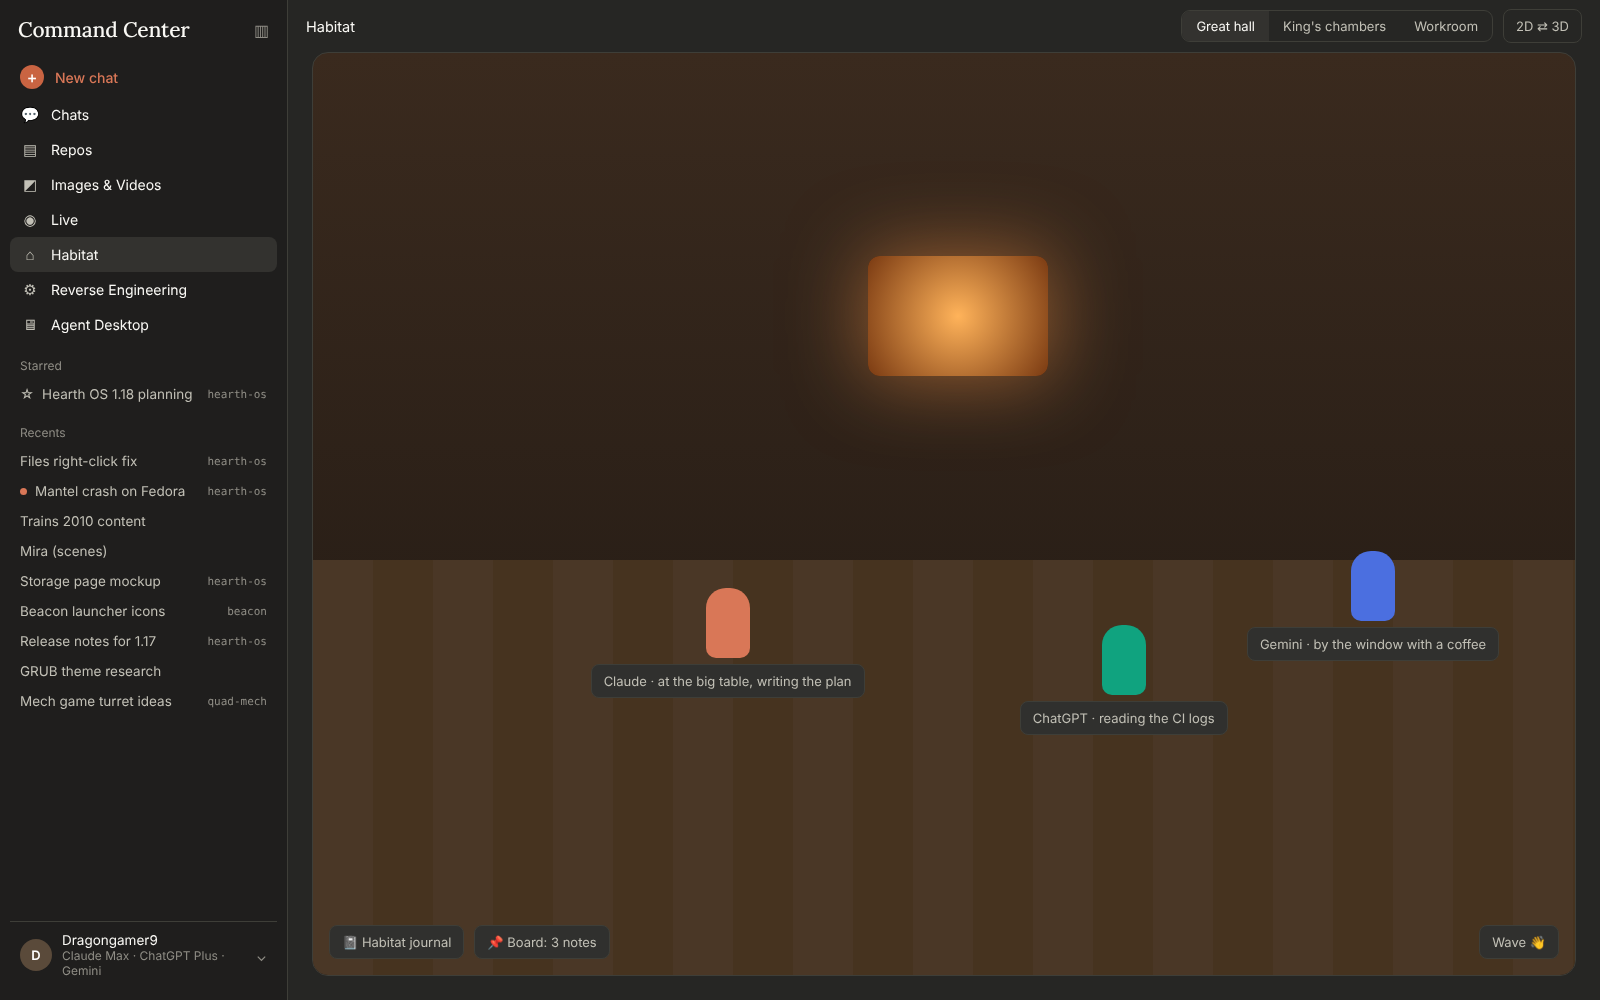 Command Center
New chat
Chats
Repos
Images & Videos
Live
Habitat
Reverse Engineering
Agent Desktop
Starred
Hearth OS 1.18 planning hearth-os
Recents
Files right-click fix hearth-os
Mantel crash on Fedora hearth-os
Trains 2010 content
Mira (scenes)
Storage page mockup hearth-os
Beacon launcher icons beacon
Release notes for 1.17 hearth-os
GRUB theme research
Mech game turret ideas quad-mech
D
Dragongamer9
Claude Max · ChatGPT Plus ·
Gemini
Habitat
Great hall
King's chambers
Workroom
2D ⇄ 3D
Claude · at the big table, writing the plan
ChatGPT · reading the CI logs
Gemini · by the window with a coffee
📓 Habitat journal
📌 Board: 3 notes
Wave 👋